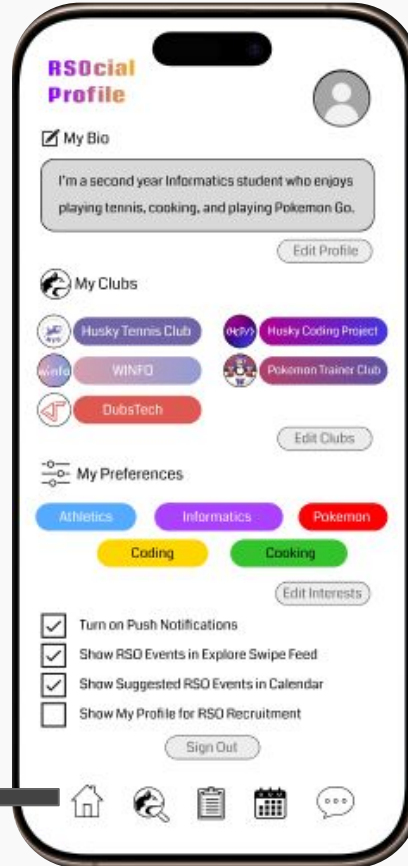 RSOcial
Profile
My Bio
I'm a second year Informatics student who enjoys
playing tennis, cooking, and playing Pokemon Go.
Edit Profile
My Clubs
Husky Tennis Club
Husky Coding Project
winfo
WINFO
Pokemon Trainer Club
DubsTech
Edit Clubs
My Preferences
Athletics
Informatics
Pokemon
Coding
Cooking
Edit Interests
Turn on Push Notifications
Show RSO Events in Explore Swipe Feed
Show Suggested RSO Events in Calendar
Show My Profile for RSO Recruitment
Sign Out